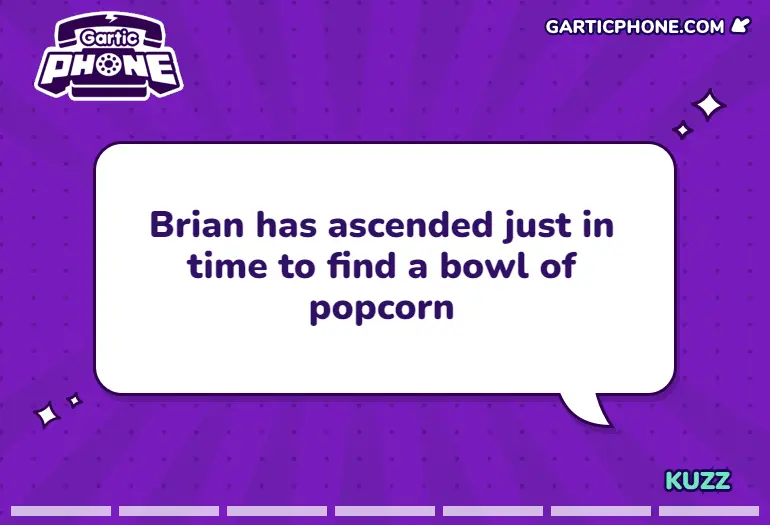 Gartic
PHONE
GARTICPHONE.COM
Brian has ascended just in
time to find a bowl of
popcorn
KUZZ